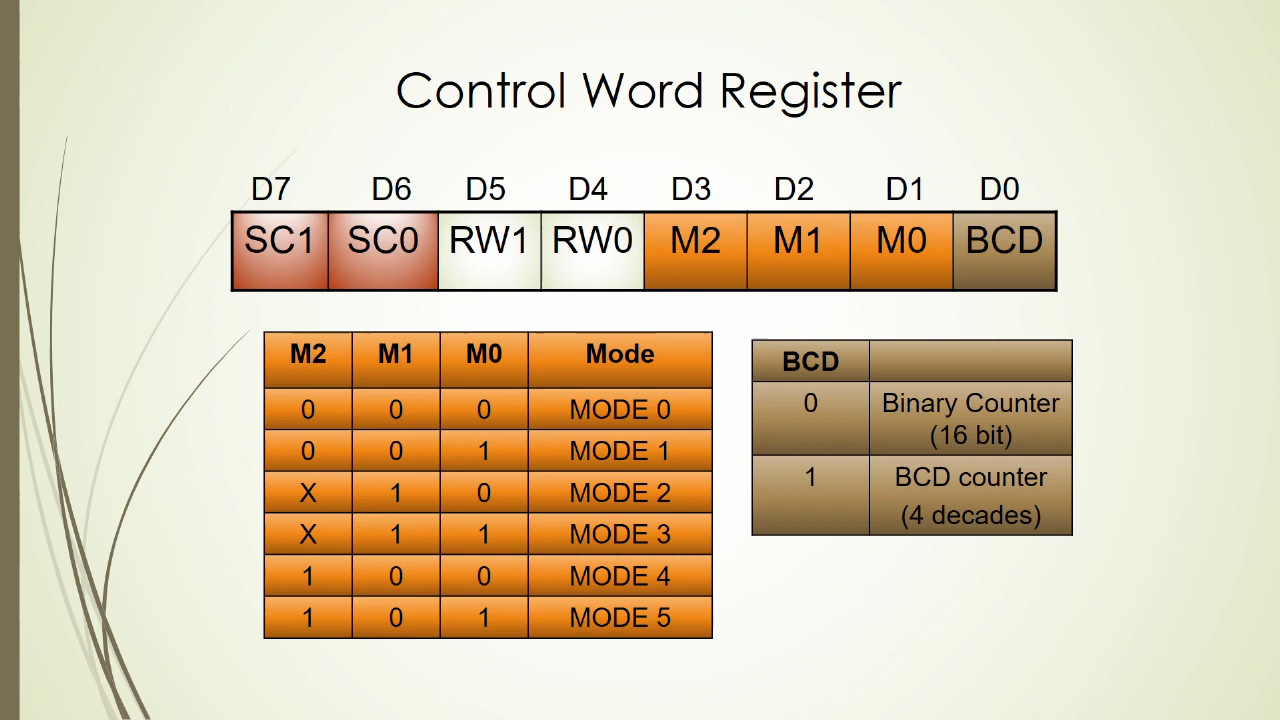 Control Word Register
D7 D6 D5 D4 D3 D2 D1 D0
SC1 SC0 RW1 RW0 M2 M1 M0 BCD
M2 M1 M0 Mode
0 0 0 MODE 0
0 0 1 MODE 1
X 1 0 MODE 2
X 1 1 MODE 3
1 0 0 MODE 4
1 0 1 MODE 5
BCD
0 Binary Counter
(16 bit)
1 BCD counter
(4 decades)